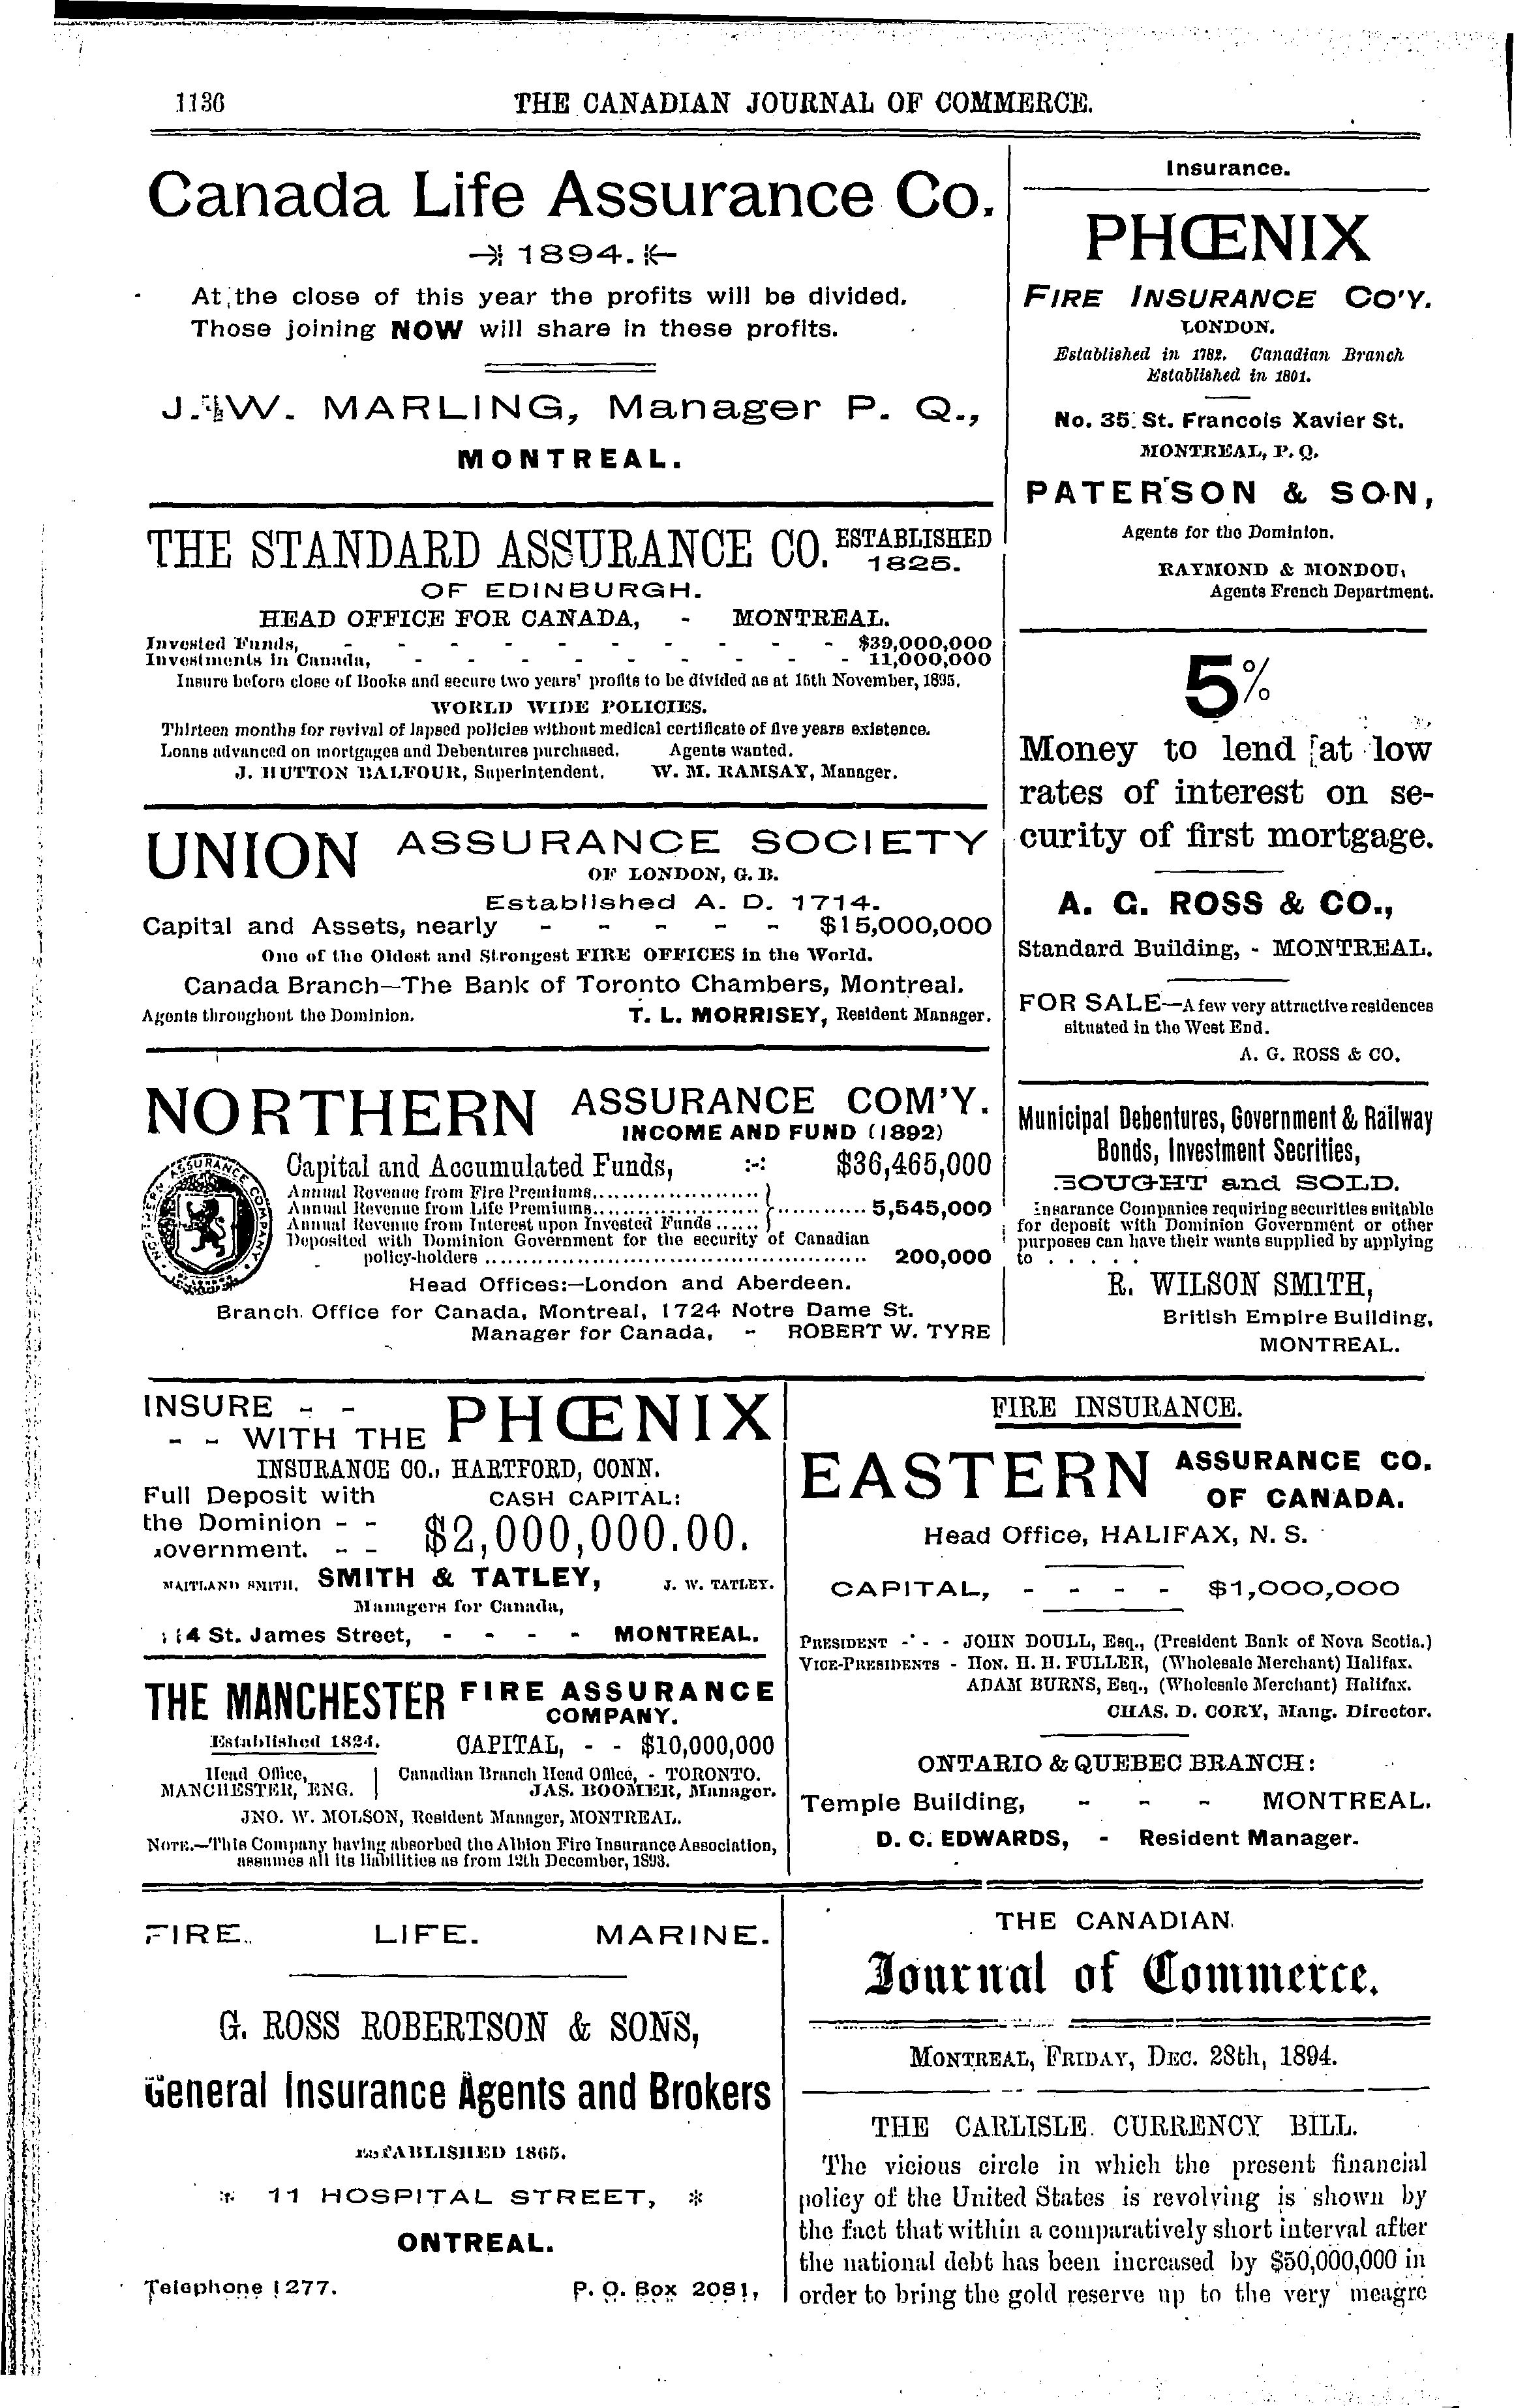 1136
THE CANADIAN JOURNAL OF COMMERCE.
Canada Life Assurance Co.
1894.
At the close of this year the profits will be divided.
Those joining NOW will share in these profits.
J. W. MARLING, Manager P. Q.,
MONTREAL.
THE STANDARD ASSURANCE CO. ESTABLISHED
1825.
OF EDINBURGH.
HEAD OFFICE FOR CANADA, - MONTREAL.
Invested Funds, - - - - - - - - - - $39,000,000
Investments in Canada, - - - - - - - - - 11,000,000
Insure before close of Books and secure two years' profits to be divided as at 15th November, 1895.
WORLD WIDE POLICIES.
Thirteen months for revival of lapsed policies without medical certificate of five years existence.
Loans advanced on mortgages and Debentures purchased. Agents wanted.
J. HUTTON BALFOUR, Superintendent. W. M. RAMSAY, Manager.
UNION ASSURANCE SOCIETY
OF LONDON, G. B.
Established A. D. 1714.
Capital and Assets, nearly - - - - - $15,000,000
One of the Oldest and Strongest FIRE OFFICES in the World.
Canada Branch—The Bank of Toronto Chambers, Montreal.
Agents throughout the Dominion. T. L. MORRISEY, Resident Manager.
NORTHERN ASSURANCE COM'Y.
INCOME AND FUND (1892)
NORTHERN ASSURANCE COMPANY
Capital and Accumulated Funds, :-: $36,465,000
Annual Revenue from Fire Premiums....................
Annual Revenue from Life Premiums.................... ........... 5,545,000
Annual Revenue from Interest upon Invested Funds......
Deposited with Dominion Government for the security of Canadian
policy-holders .............................................. 200,000
Head Offices:—London and Aberdeen.
Branch Office for Canada, Montreal, 1724 Notre Dame St.
Manager for Canada, - ROBERT W. TYRE
Insurance.
PHŒNIX
FIRE INSURANCE CO'Y.
LONDON.
Established in 1782. Canadian Branch
Established in 1801.
No. 35 St. Francois Xavier St.
MONTREAL, P. Q.
PATERSON & SON,
Agents for the Dominion.
RAYMOND & MONDOU,
Agents French Department.
5%
Money to lend [at low
rates of interest on se-
curity of first mortgage.
A. G. ROSS & CO.,
Standard Building, - MONTREAL.
FOR SALE—A few very attractive residences
situated in the West End.
A. G. ROSS & CO.
Municipal Debentures, Government & Railway
Bonds, Investment Secrities,
BOUGHT and SOLD.
Insarance Companies requiring securities suitable
for deposit with Dominion Government or other
purposes can have their wants supplied by applying
to . . . . .
R. WILSON SMITH,
British Empire Building,
MONTREAL.
INSURE - -
- - WITH THE PHŒNIX
INSURANCE CO., HARTFORD, CONN.
Full Deposit with CASH CAPITAL:
the Dominion - -
overnment. - - $2,000,000.00.
MAITLAND SMITH. SMITH & TATLEY, J. W. TATLEY.
Managers for Canada,
114 St. James Street, - - - - MONTREAL.
THE MANCHESTER FIRE ASSURANCE
COMPANY.
Established 1824. CAPITAL, - - $10,000,000
Head Office, Canadian Branch Head Office, - TORONTO.
MANCHESTER, ENG. JAS. BOOMER, Manager.
JNO. W. MOLSON, Resident Manager, MONTREAL.
NOTE.—This Company having absorbed the Albion Fire Insurance Association,
assumes all its liabilities as from 12th December, 1893.
FIRE INSURANCE.
EASTERN ASSURANCE CO.
OF CANADA.
Head Office, HALIFAX, N. S.
CAPITAL, - - - - $1,000,000
PRESIDENT - - - JOHN DOULL, Esq., (President Bank of Nova Scotia.)
VICE-PRESIDENTS - HON. H. H. FULLER, (Wholesale Merchant) Halifax.
ADAM BURNS, Esq., (Wholesale Merchant) Halifax.
CHAS. D. CORY, Mang. Director.
ONTARIO & QUEBEC BRANCH:
Temple Building, - - - MONTREAL.
D. C. EDWARDS, - Resident Manager.
FIRE. LIFE. MARINE.
G. ROSS ROBERTSON & SONS,
General Insurance Agents and Brokers
ESTABLISHED 1865.
11 HOSPITAL STREET,
ONTREAL.
Telephone 1277. P. O. Box 2081,
THE CANADIAN
Journal of Commerce.
MONTREAL, FRIDAY, DEC. 28th, 1894.
THE CARLISLE CURRENCY BILL.
The vicious circle in which the present financial
policy of the United States is revolving is shown by
the fact that within a comparatively short interval after
the national debt has been increased by $50,000,000 in
order to bring the gold reserve up to the very meagre